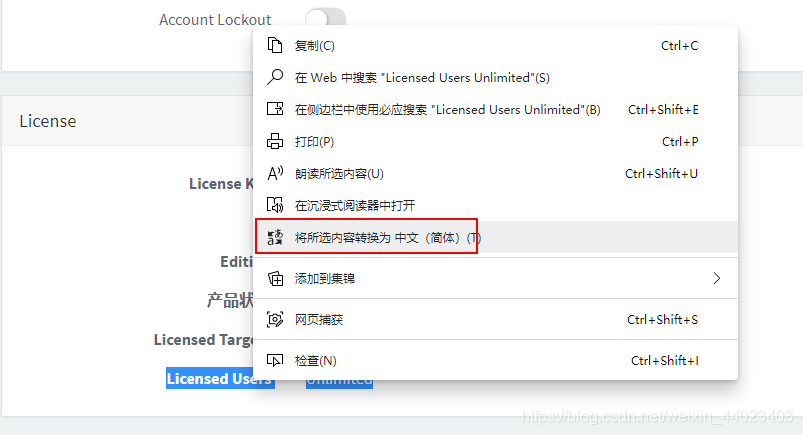 Account Lockout
复制(C) Ctrl+C
在 Web 中搜索 "Licensed Users Unlimited"(S)
在侧边栏中使用必应搜索 "Licensed Users Unlimited"(B) Ctrl+Shift+E
License
打印(P) Ctrl+P
朗读所选内容(U) Ctrl+Shift+U
License K
在沉浸式阅读器中打开
将所选内容转换为 中文（简体）(T)
Editi
添加到集锦
产品状
网页捕获 Ctrl+Shift+S
Licensed Targe
检查(N) Ctrl+Shift+I
Licensed Users Unlimited
https://blog.csdn.net/weixin_44023403